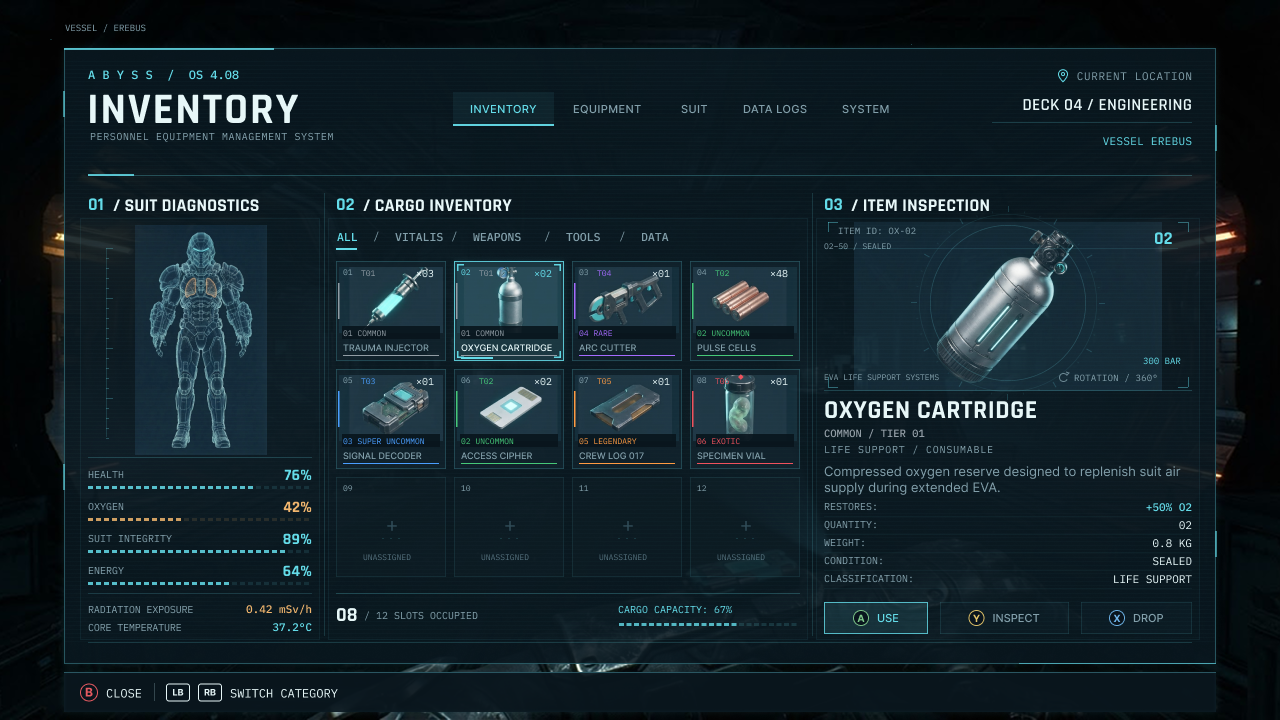 VESSEL / EREBUS
ABYSS / OS 4.08
INVENTORY
PERSONNEL EQUIPMENT MANAGEMENT SYSTEM
INVENTORY EQUIPMENT SUIT DATA LOGS SYSTEM
CURRENT LOCATION
DECK 04 / ENGINEERING
VESSEL EREBUS
01 / SUIT DIAGNOSTICS
HEALTH 76%
OXYGEN 42%
SUIT INTEGRITY 89%
ENERGY 64%
RADIATION EXPOSURE 0.42 mSv/h
CORE TEMPERATURE 37.2°C
02 / CARGO INVENTORY
ALL / VITALIS / WEAPONS / TOOLS / DATA
01 T01 ×03
01 COMMON
TRAUMA INJECTOR
02 T01 ×02
01 COMMON
OXYGEN CARTRIDGE
03 T04 ×01
04 RARE
ARC CUTTER
04 T02 ×48
02 UNCOMMON
PULSE CELLS
05 T03 ×01
03 SUPER UNCOMMON
SIGNAL DECODER
06 T02 ×02
02 UNCOMMON
ACCESS CIPHER
07 T05 ×01
05 LEGENDARY
CREW LOG 017
08 ×01
06 EXOTIC
SPECIMEN VIAL
09
+
UNASSIGNED
10
+
UNASSIGNED
11
+
UNASSIGNED
12
+
UNASSIGNED
08 / 12 SLOTS OCCUPIED
CARGO CAPACITY: 67%
03 / ITEM INSPECTION
ITEM ID: OX-02
02
O2-50 / SEALED
300 BAR
EVA LIFE SUPPORT SYSTEMS
ROTATION / 360°
OXYGEN CARTRIDGE
COMMON / TIER 01
LIFE SUPPORT / CONSUMABLE
Compressed oxygen reserve designed to replenish suit air
supply during extended EVA.
RESTORES: +50% O2
QUANTITY: 02
WEIGHT: 0.8 KG
CONDITION: SEALED
CLASSIFICATION: LIFE SUPPORT
A USE
Y INSPECT
X DROP
B CLOSE LB RB SWITCH CATEGORY